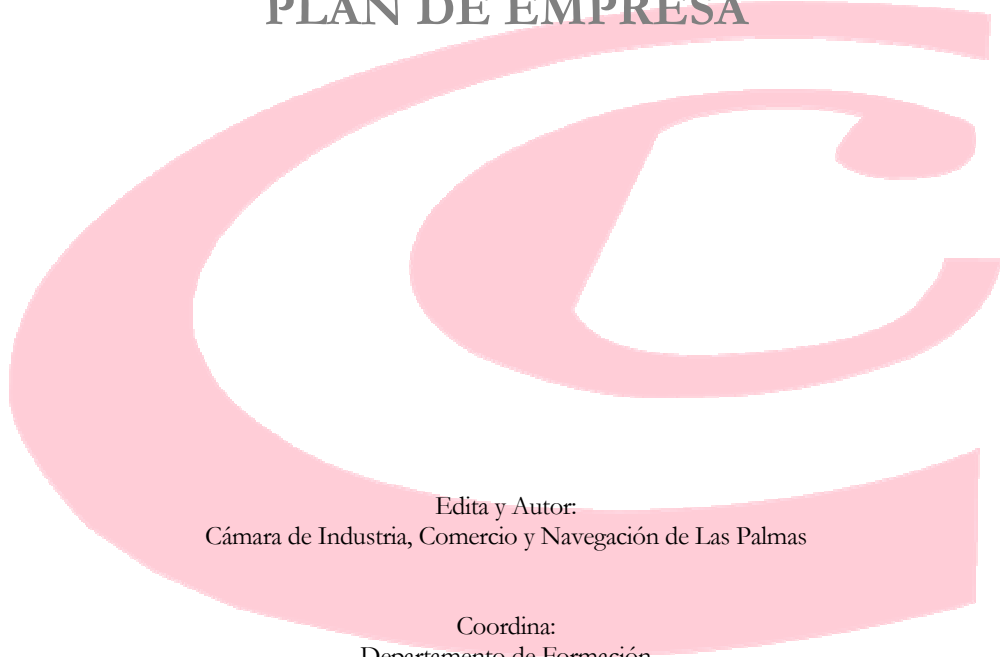 PLAN DE EMPRESA
Edita y Autor:
Cámara de Industria, Comercio y Navegación de Las Palmas
Coordina:
Departamento de Formación